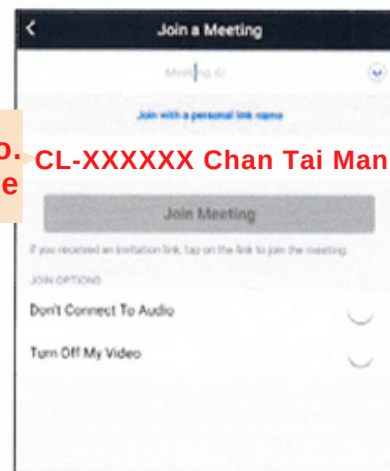 Join a Meeting
Meeting ID
Join with a personal link name
o.
e
CL-XXXXXX Chan Tai Man
Join Meeting
If you received an invitation link, tap on the link to join the meeting.
JOIN OPTIONS
Don't Connect To Audio
Turn Off My Video